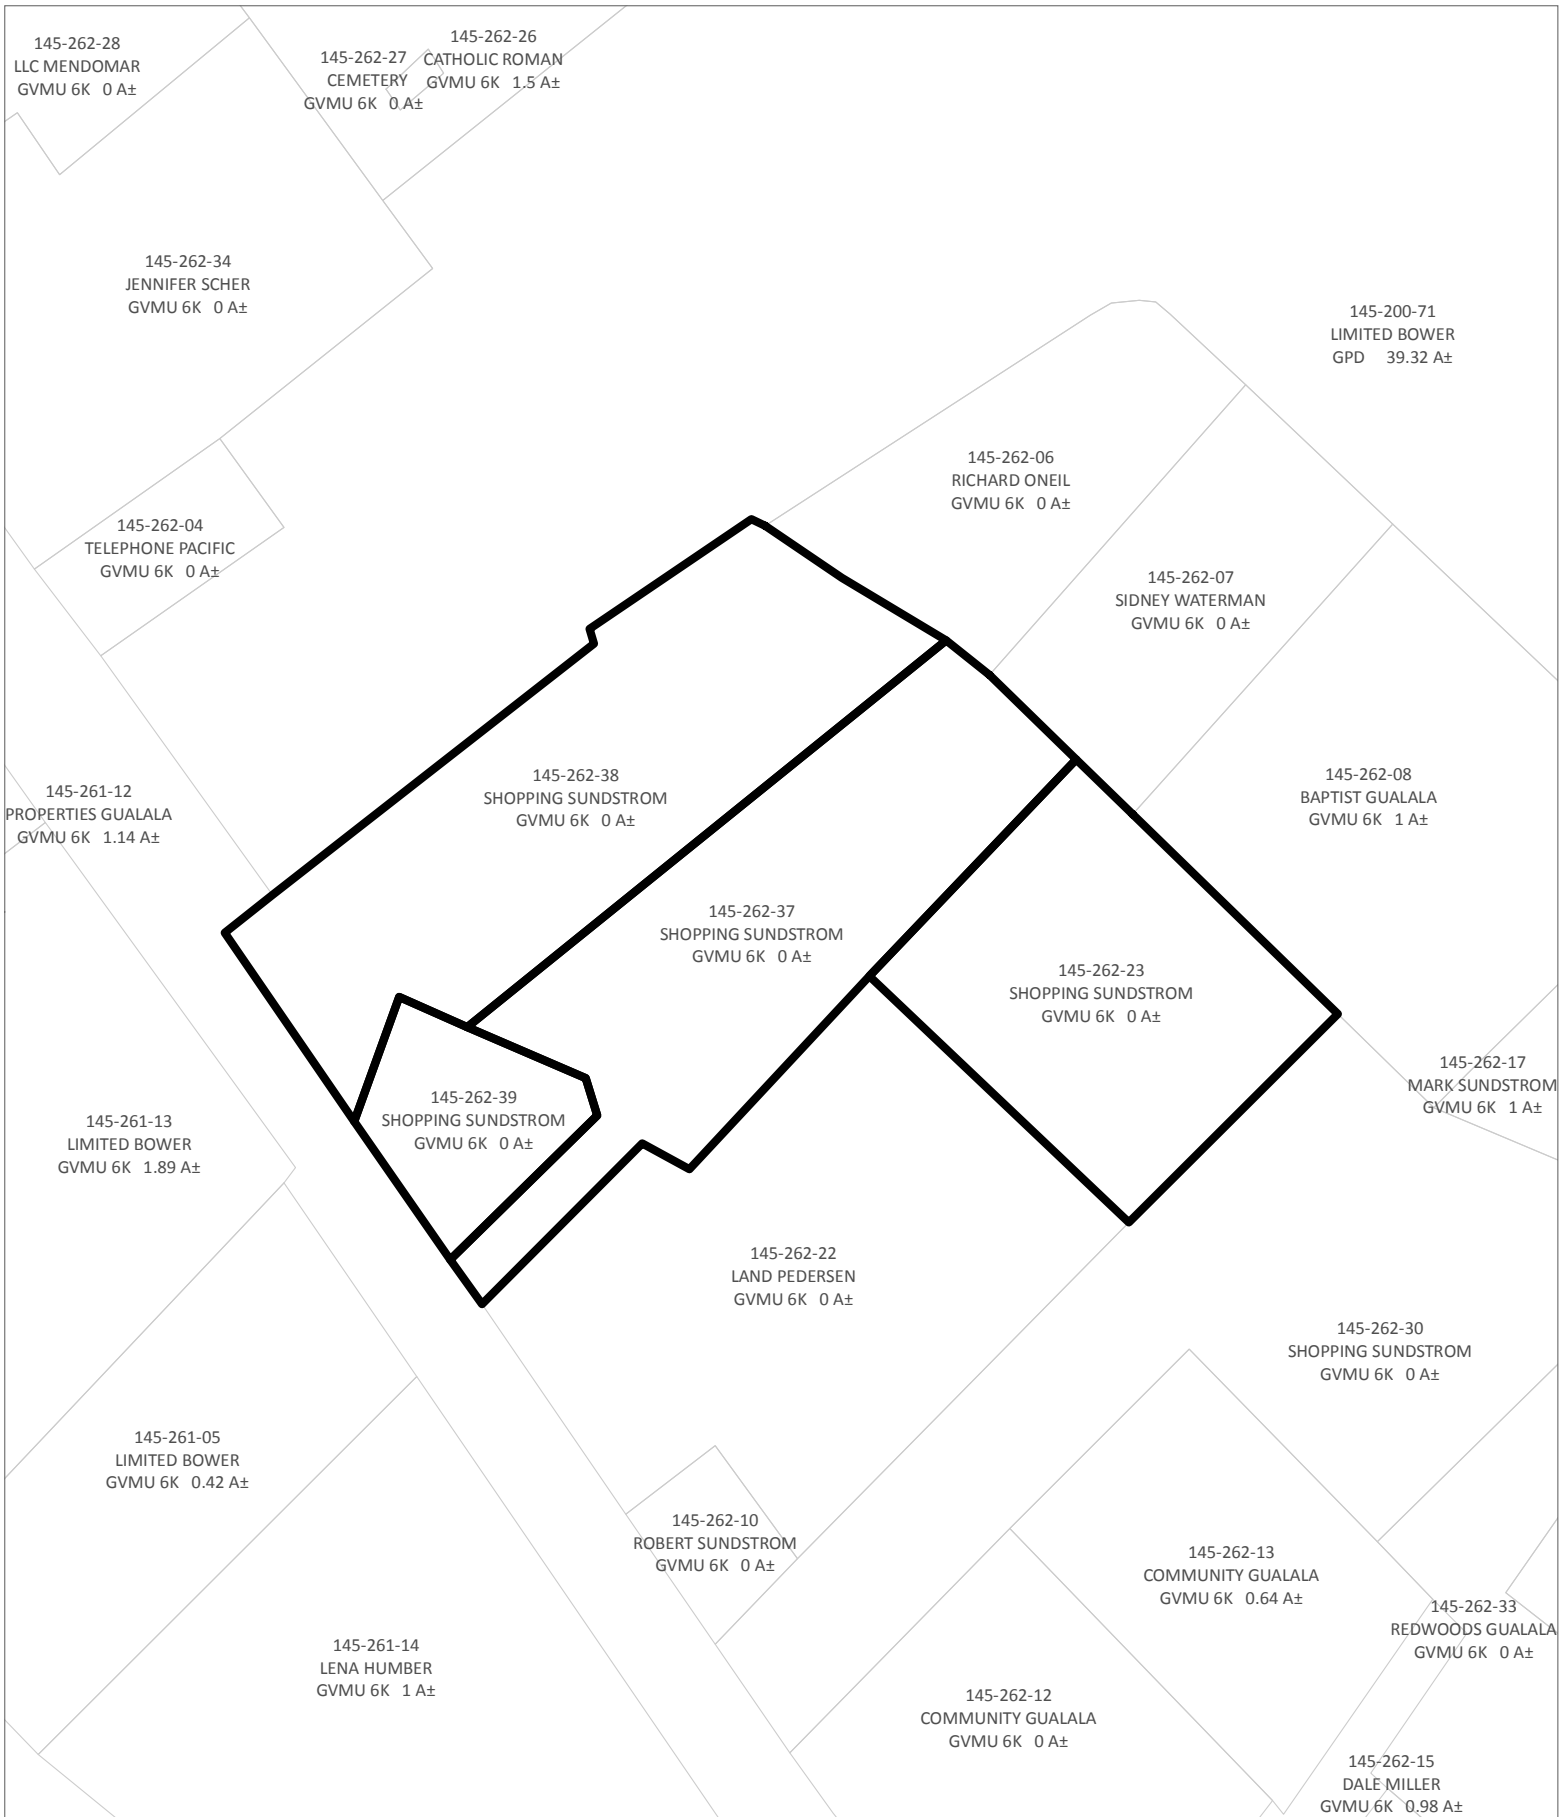 145-262-28
LLC MENDOMAR
GVMU 6K 0 A±
145-262-27
CEMETERY
GVMU 6K 0 A±
145-262-26
CATHOLIC ROMAN
GVMU 6K 1.5 A±
145-262-34
JENNIFER SCHER
GVMU 6K 0 A±
145-200-71
LIMITED BOWER
GPD 39.32 A±
145-262-06
RICHARD ONEIL
GVMU 6K 0 A±
145-262-04
TELEPHONE PACIFIC
GVMU 6K 0 A±
145-262-07
SIDNEY WATERMAN
GVMU 6K 0 A±
145-262-38
SHOPPING SUNDSTROM
GVMU 6K 0 A±
145-262-08
BAPTIST GUALALA
GVMU 6K 1 A±
145-261-12
PROPERTIES GUALALA
GVMU 6K 1.14 A±
145-262-37
SHOPPING SUNDSTROM
GVMU 6K 0 A±
145-262-23
SHOPPING SUNDSTROM
GVMU 6K 0 A±
145-262-17
MARK SUNDSTROM
GVMU 6K 1 A±
145-262-39
SHOPPING SUNDSTROM
GVMU 6K 0 A±
145-261-13
LIMITED BOWER
GVMU 6K 1.89 A±
145-262-22
LAND PEDERSEN
GVMU 6K 0 A±
145-262-30
SHOPPING SUNDSTROM
GVMU 6K 0 A±
145-261-05
LIMITED BOWER
GVMU 6K 0.42 A±
145-262-10
ROBERT SUNDSTROM
GVMU 6K 0 A±
145-262-13
COMMUNITY GUALALA
GVMU 6K 0.64 A±
145-262-33
REDWOODS GUALALA
GVMU 6K 0 A±
145-261-14
LENA HUMBER
GVMU 6K 1 A±
145-262-12
COMMUNITY GUALALA
GVMU 6K 0 A±
145-262-15
DALE MILLER
GVMU 6K 0.98 A±